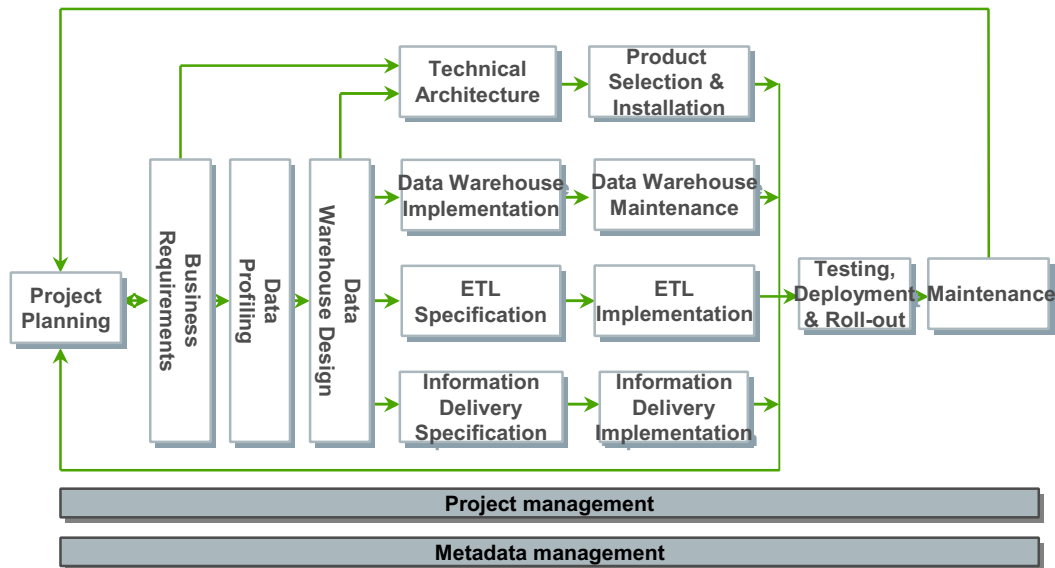 Technical
Architecture
Product
Selection &
Installation
Data Warehouse
Implementation
Data Warehouse
Maintenance
Project
Planning
Business
Requirements
Data
Profiling
Data
Warehouse Design
ETL
Specification
ETL
Implementation
Testing,
Deployment
& Roll-out
Maintenance
Information
Delivery
Specification
Information
Delivery
Implementation
Project management
Metadata management